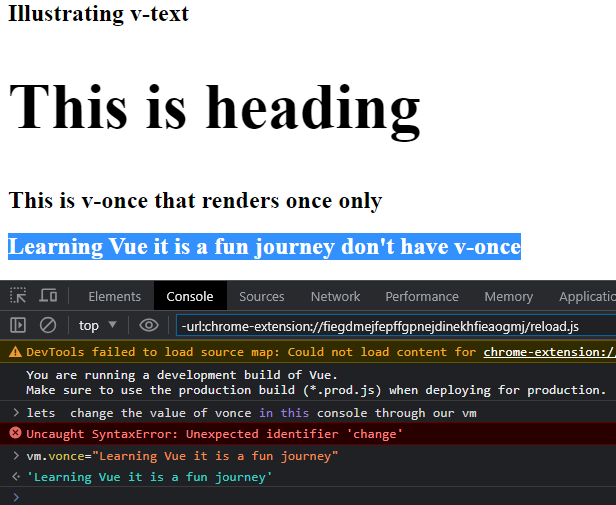 Illustrating v-text
This is heading
This is v-once that renders once only
Learning Vue it is a fun journey don't have v-once
Elements Console Sources Network Performance Memory Applicatio
top ▼ -url:chrome-extension://fiegdmejfepffgpnejdinekhfieaogmj/reload.js
DevTools failed to load source map: Could not load content for chrome-extension:/
You are running a development build of Vue.
Make sure to use the production build (*.prod.js) when deploying for production.
> lets  change the value of vonce in this console through our vm
Uncaught SyntaxError: Unexpected identifier 'change'
> vm.vonce="Learning Vue it is a fun journey"
'Learning Vue it is a fun journey'
>